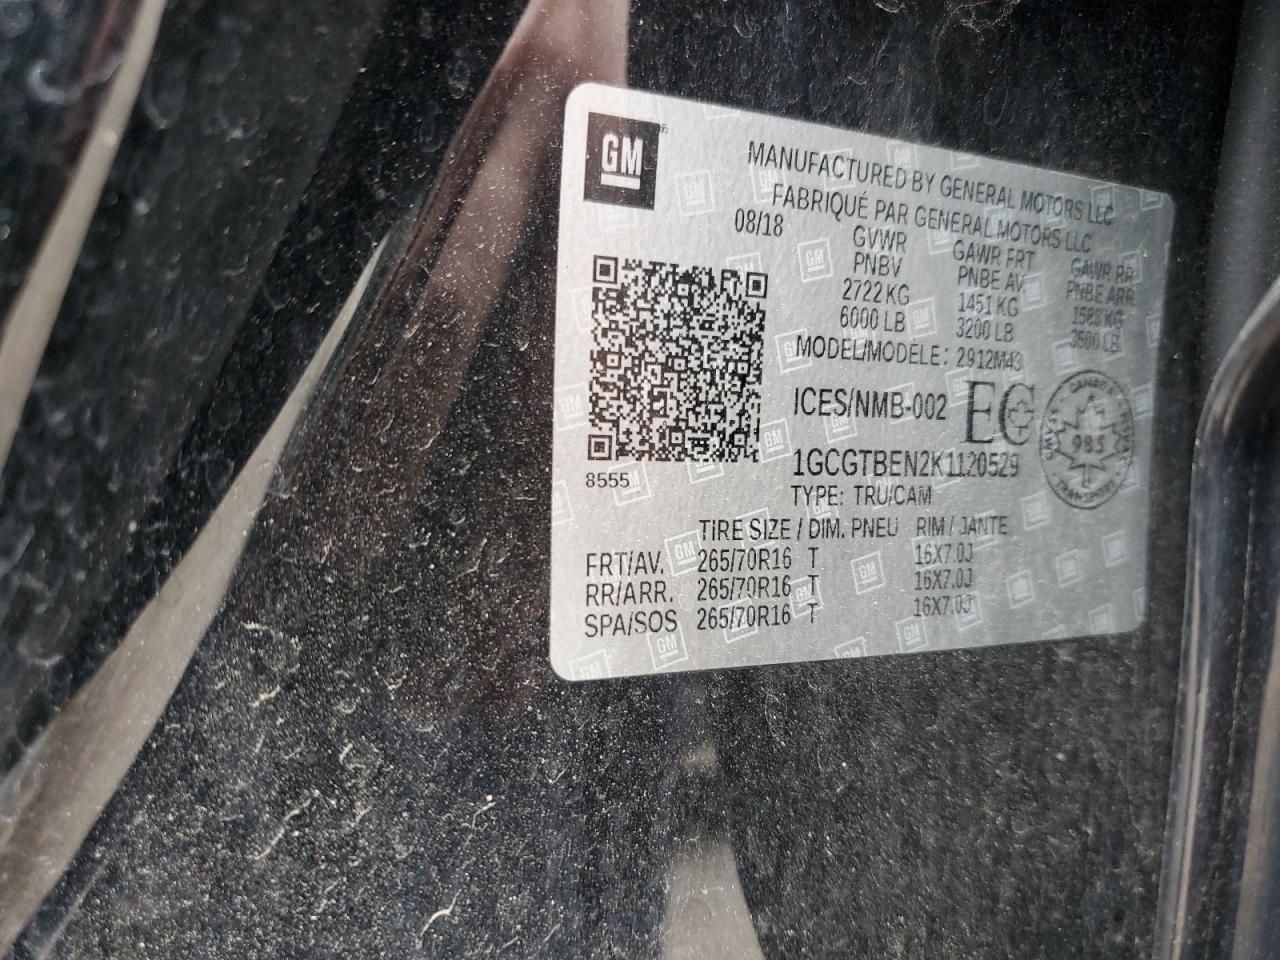 GM
MANUFACTURED BY GENERAL MOTORS LLC
FABRIQUÉ PAR GENERAL MOTORS LLC
08/18 GVWR GAWR FRT GAWR RR
PNBV PNBE AV PNBE ARR
2722 KG 1451 KG 1588 KG
6000 LB 3200 LB 3500 LB
MODEL/MODÈLE: 2912M43
ICES/NMB-002 EC
CANADA
985
TRANSPORT
1GCGTBEN2K1120529
8555
TYPE: TRU/CAM
TIRE SIZE / DIM. PNEU RIM / JANTE
FRT/AV. 265/70R16 T 16X7.0J
RR/ARR. 265/70R16 T 16X7.0J
SPA/SOS 265/70R16 T 16X7.0J